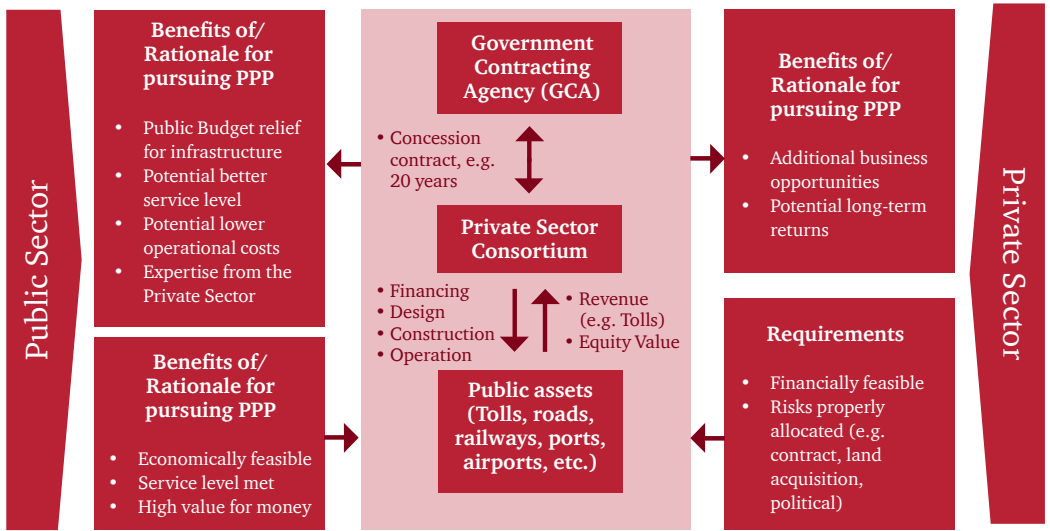 Public Sector
Benefits of/
Rationale for
pursuing PPP
• Public Budget relief
for infrastructure
• Potential better
service level
• Potential lower
operational costs
• Expertise from the
Private Sector
Benefits of/
Rationale for
pursuing PPP
• Economically feasible
• Service level met
• High value for money
Government
Contracting
Agency (GCA)
• Concession
contract, e.g.
20 years
Private Sector
Consortium
• Financing
• Design
• Construction
• Operation
• Revenue
(e.g. Tolls)
• Equity Value
Public assets
(Tolls, roads,
railways, ports,
airports, etc.)
Benefits of/
Rationale for
pursuing PPP
• Additional business
opportunities
• Potential long-term
returns
Requirements
• Financially feasible
• Risks properly
allocated (e.g.
contract, land
acquisition,
political)
Private Sector